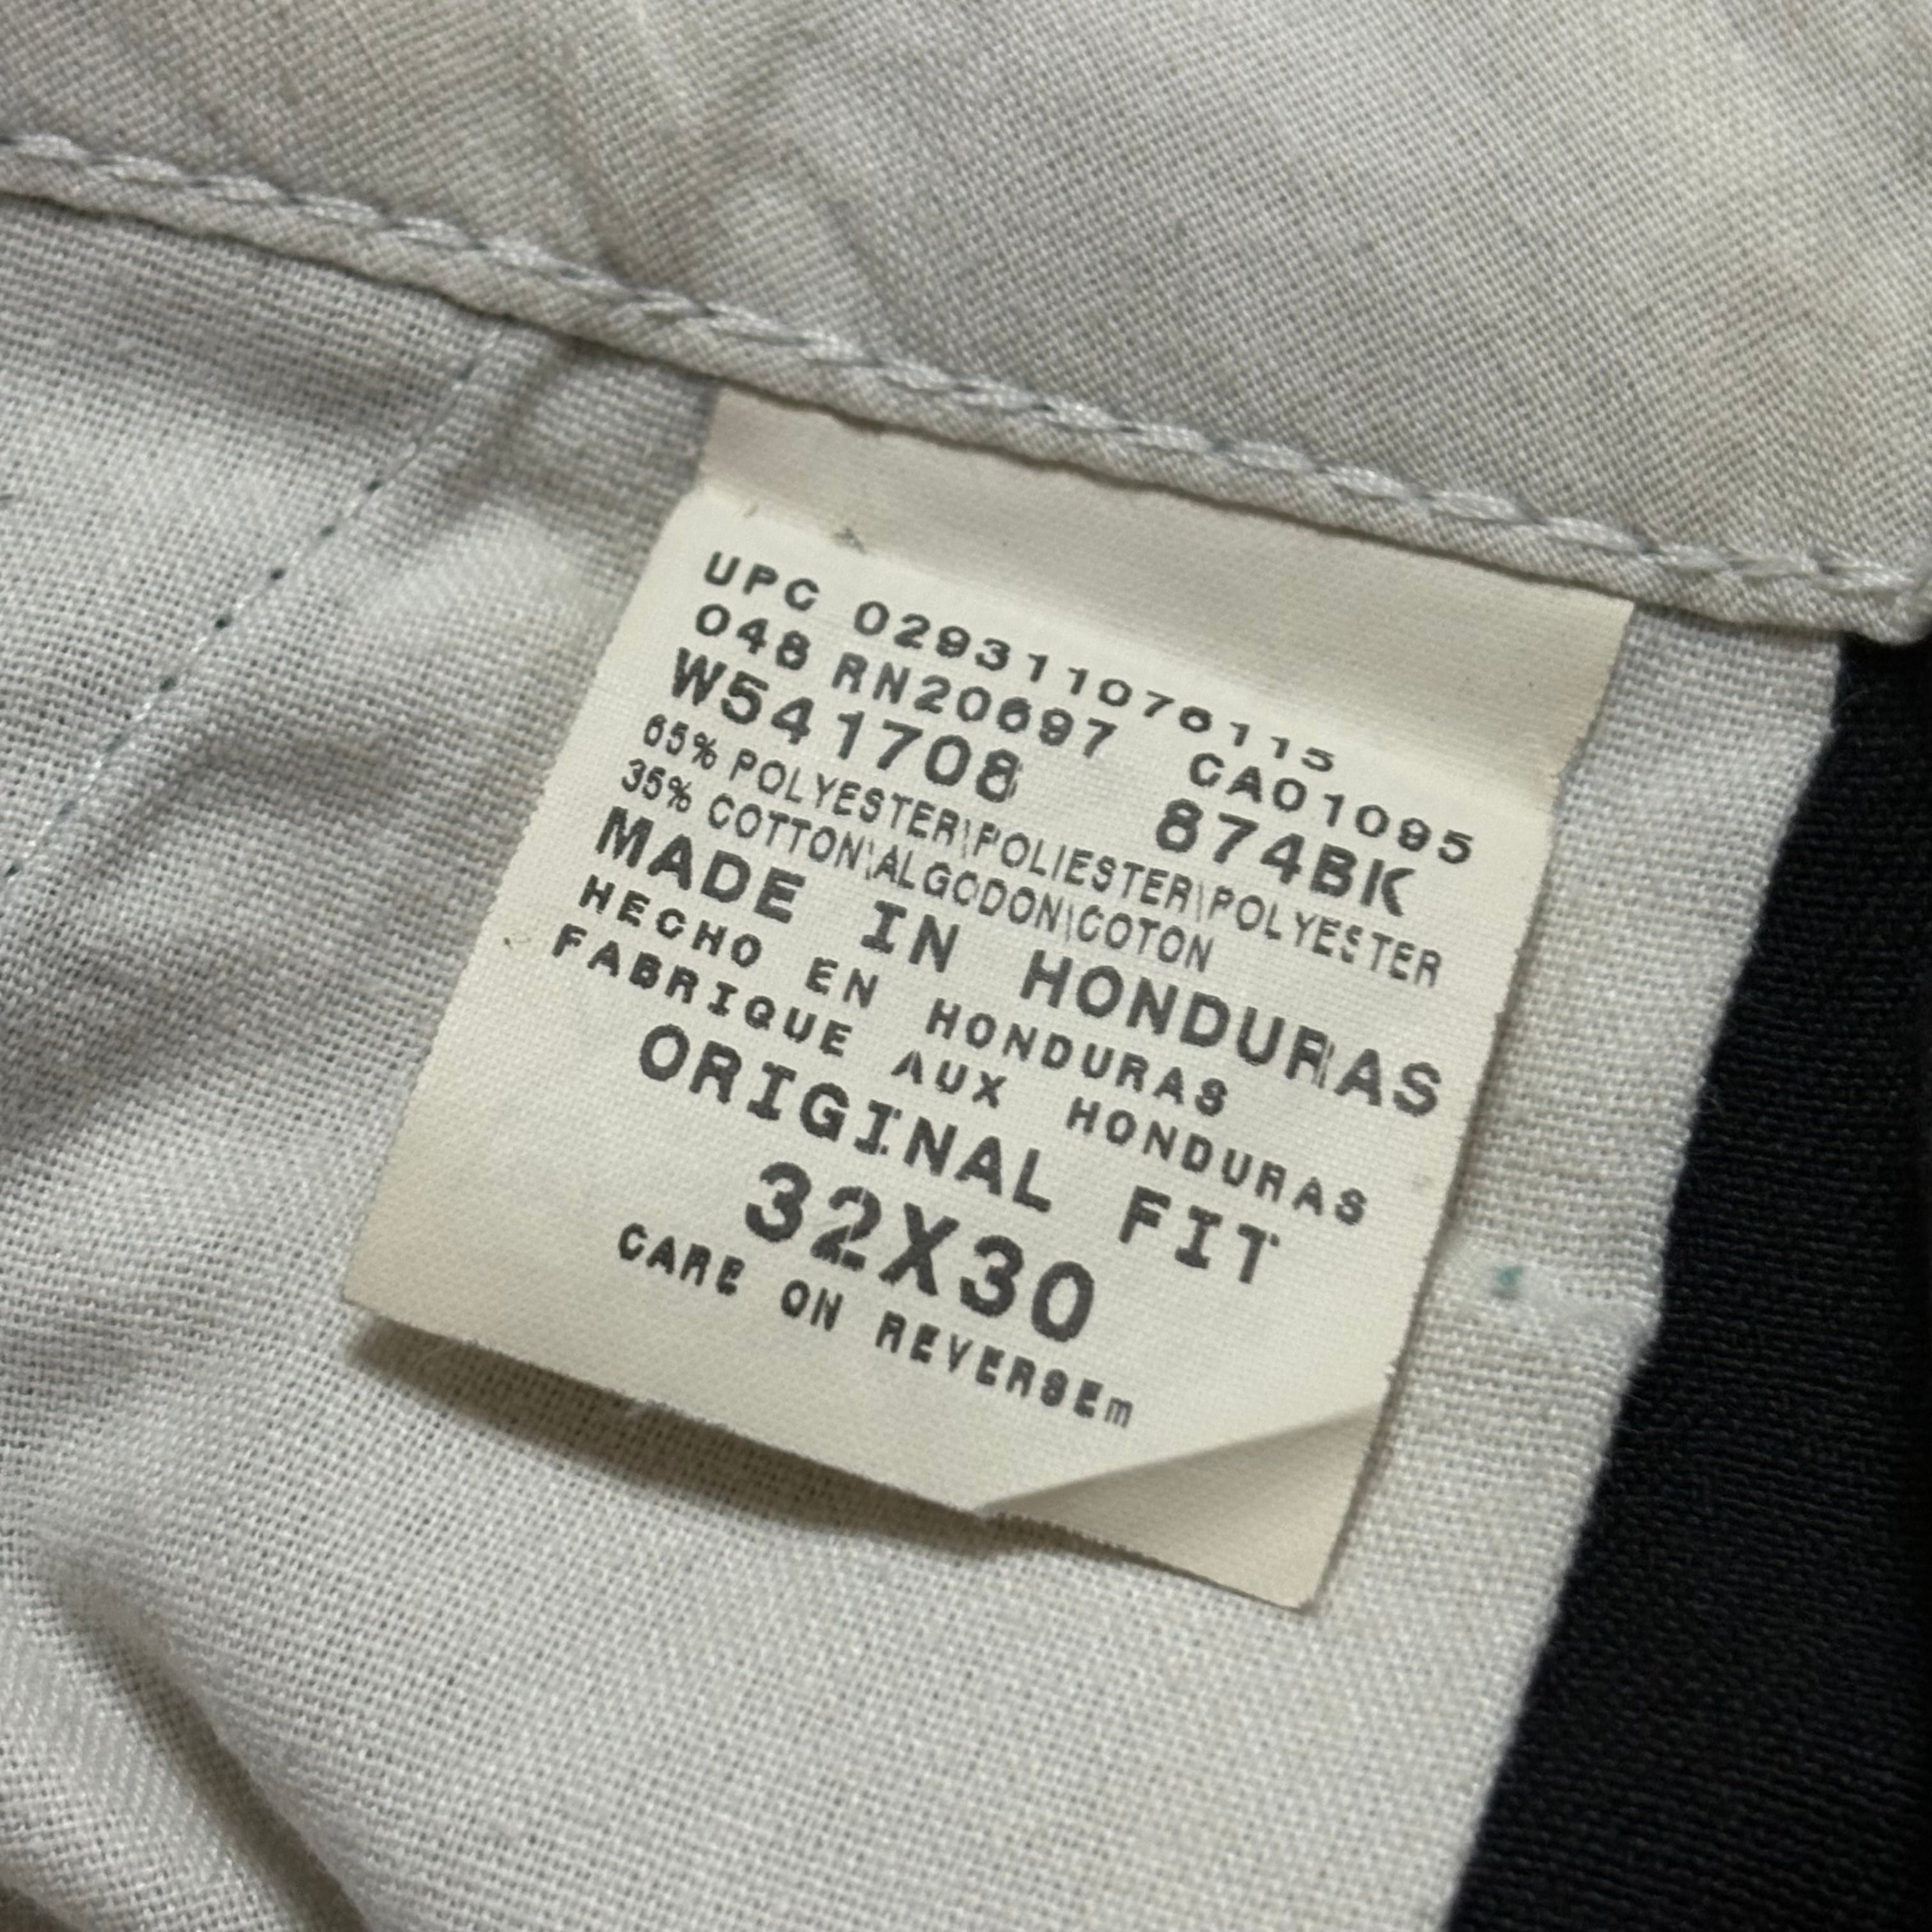 UPC 029311076115
048 RN20697 CA01095
W541708 874BK
65% POLYESTER\POLIESTER\POLYESTER
35% COTTON\ALGODON\COTON
MADE IN HONDURAS
HECHO EN HONDURAS
FABRIQUE AUX HONDURAS
ORIGINAL FIT
32X30
CARE ON REVERSEm